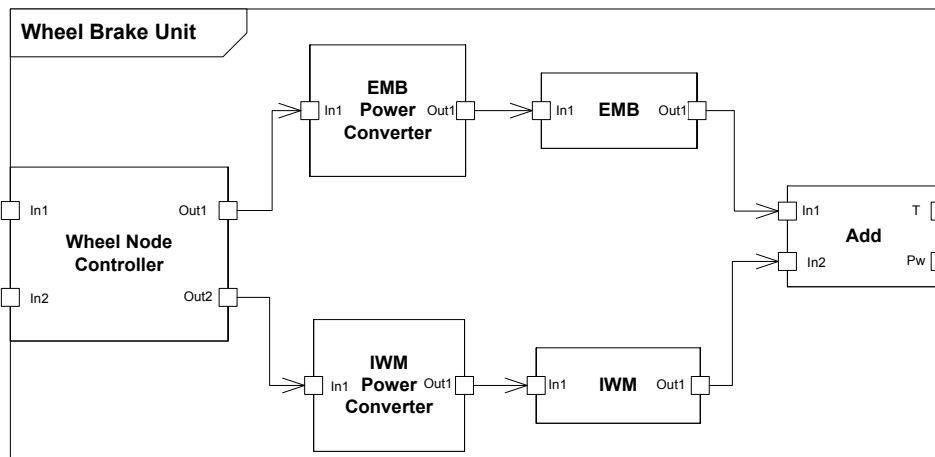 Wheel Brake Unit
EMB
Power
Converter
In1
Out1
In1
EMB
Out1
In1
Out1
Wheel Node
Controller
In2
Out2
In1
T
Add
In2
Pw
IWM
Power
Converter
In1
Out1
In1
IWM
Out1